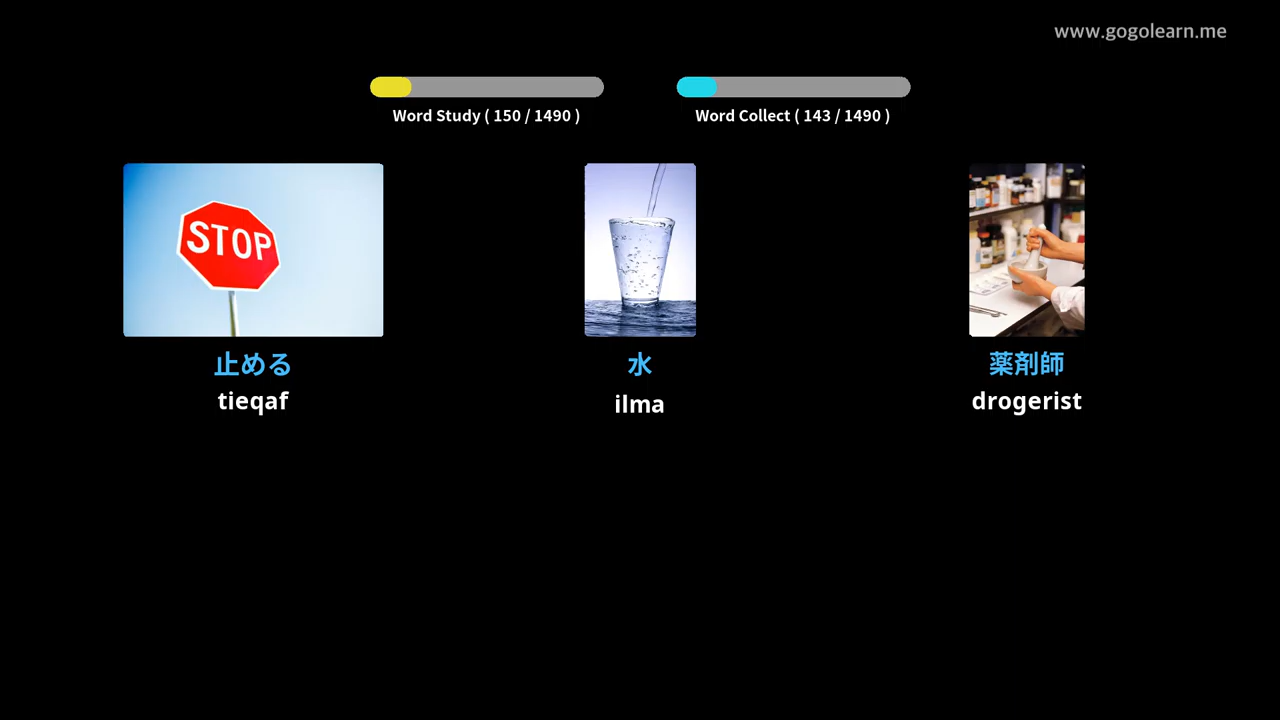 www.gogolearn.me
Word Study ( 150 / 1490 )
Word Collect ( 143 / 1490 )
STOP
止める
水
薬剤師
tieqaf
ilma
drogerist